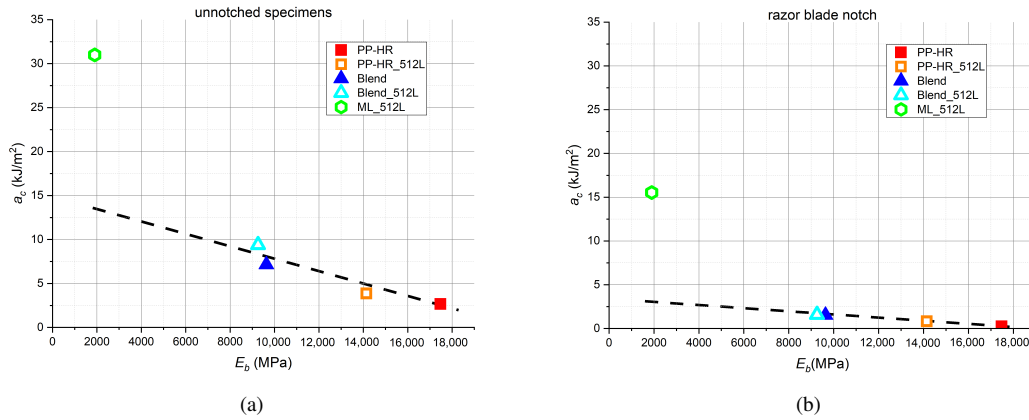 unnotched specimens
35
30
25
20
15
10
5
0
a_c (kJ/m²)
PP-HR
PP-HR_512L
Blend
Blend_512L
ML_512L
0 2000 4000 6000 8000 10,000 12,000 14,000 16,000 18,000
E_b (MPa)
(a)
razor blade notch
35
30
25
20
15
10
5
0
a_c (kJ/m²)
PP-HR
PP-HR_512L
Blend
Blend_512L
ML_512L
0 2000 4000 6000 8000 10,000 12,000 14,000 16,000 18,000
E_b(MPa)
(b)